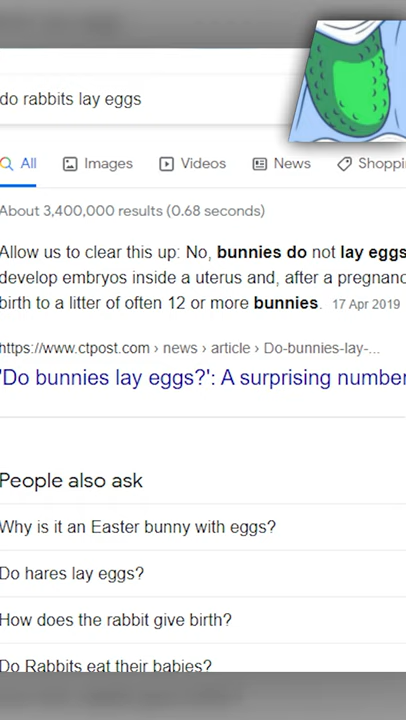 do rabbits lay eggs
All Images Videos News Shoppi
About 3,400,000 results (0.68 seconds)
Allow us to clear this up: No, bunnies do not lay eggs
develop embryos inside a uterus and, after a pregnanc
birth to a litter of often 12 or more bunnies. 17 Apr 2019
https://www.ctpost.com › news › article › Do-bunnies-lay-...
'Do bunnies lay eggs?': A surprising number
People also ask
Why is it an Easter bunny with eggs?
Do hares lay eggs?
How does the rabbit give birth?
Do Rabbits eat their babies?